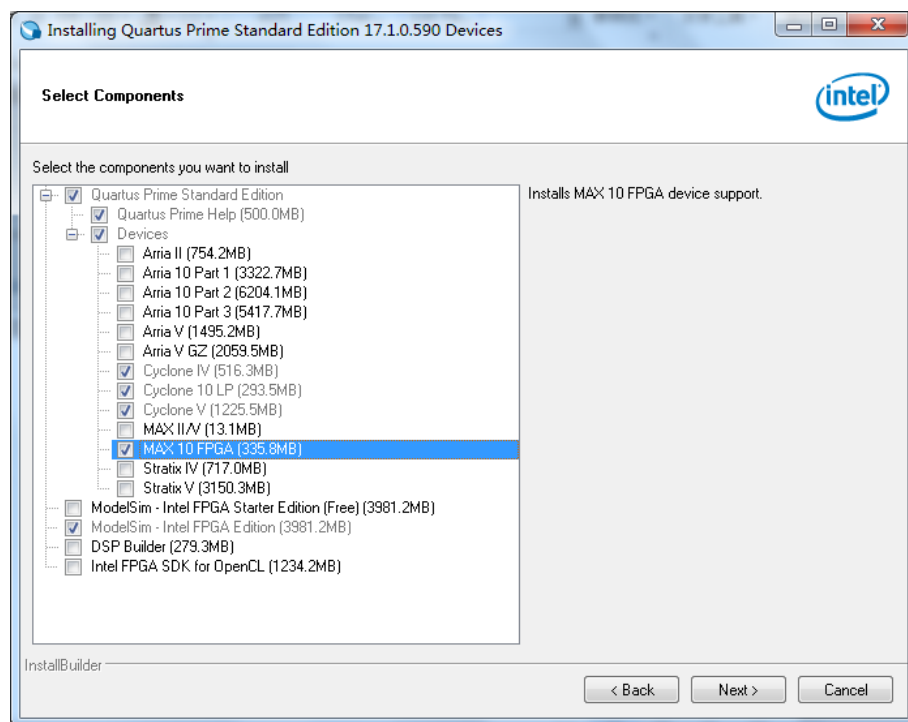 Installing Quartus Prime Standard Edition 17.1.0.590 Devices
Select Components
intel
Select the components you want to install
Quartus Prime Standard Edition
Quartus Prime Help (500.0MB)
Devices
Arria II (754.2MB)
Arria 10 Part 1 (3322.7MB)
Arria 10 Part 2 (6204.1MB)
Arria 10 Part 3 (5417.7MB)
Arria V (1495.2MB)
Arria V GZ (2059.5MB)
Cyclone IV (516.3MB)
Cyclone 10 LP (293.5MB)
Cyclone V (1225.5MB)
MAX II/V (13.1MB)
MAX 10 FPGA (335.8MB)
Stratix IV (717.0MB)
Stratix V (3150.3MB)
ModelSim - Intel FPGA Starter Edition (Free) (3981.2MB)
ModelSim - Intel FPGA Edition (3981.2MB)
DSP Builder (279.3MB)
Intel FPGA SDK for OpenCL (1234.2MB)
Installs MAX 10 FPGA device support.
InstallBuilder
< Back
Next >
Cancel